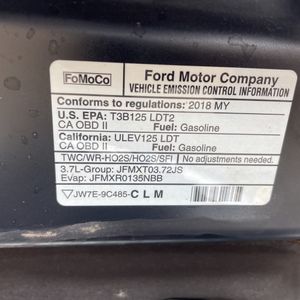 FoMoCo
Ford Motor Company
VEHICLE EMISSION CONTROL INFORMATION
Conforms to regulations: 2018 MY
U.S. EPA: T3B125 LDT2
CA OBD II Fuel: Gasoline
California: ULEV125 LDT
CA OBD II Fuel: Gasoline
TWC/WR-HO2S/HO2S/SFI No adjustments needed.
3.7L-Group: JFMXT03.72JS
Evap: JFMXR0135NBB
JW7E-9C485-CLM